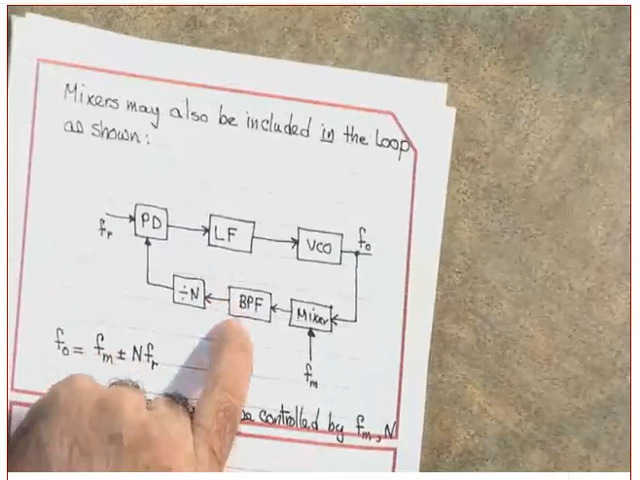 Mixers may also be included in the Loop
as shown:
PD
LF
VCO
fo
fr
÷N
BPF
Mixer
fm
fo = fm ± Nfr
be controlled by fm, N